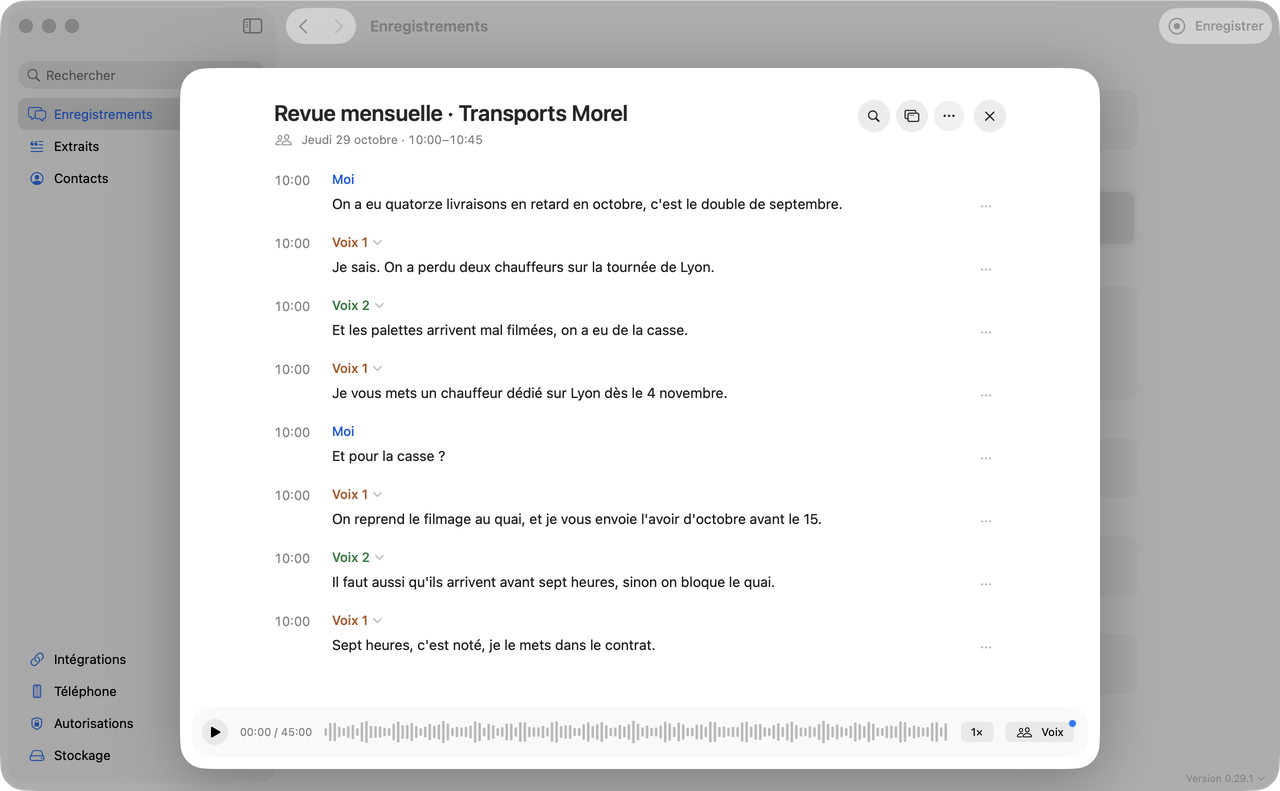 Enregistrements
Enregistrer
Rechercher
Enregistrements
Extraits
Contacts
Intégrations
Téléphone
Autorisations
Stockage
Revue mensuelle · Transports Morel
Jeudi 29 octobre · 10:00–10:45
10:00 Moi
On a eu quatorze livraisons en retard en octobre, c'est le double de septembre.
10:00 Voix 1
Je sais. On a perdu deux chauffeurs sur la tournée de Lyon.
10:00 Voix 2
Et les palettes arrivent mal filmées, on a eu de la casse.
10:00 Voix 1
Je vous mets un chauffeur dédié sur Lyon dès le 4 novembre.
10:00 Moi
Et pour la casse ?
10:00 Voix 1
On reprend le filmage au quai, et je vous envoie l'avoir d'octobre avant le 15.
10:00 Voix 2
Il faut aussi qu'ils arrivent avant sept heures, sinon on bloque le quai.
10:00 Voix 1
Sept heures, c'est noté, je le mets dans le contrat.
00:00 / 45:00
1×
Voix
Version 0.29.1